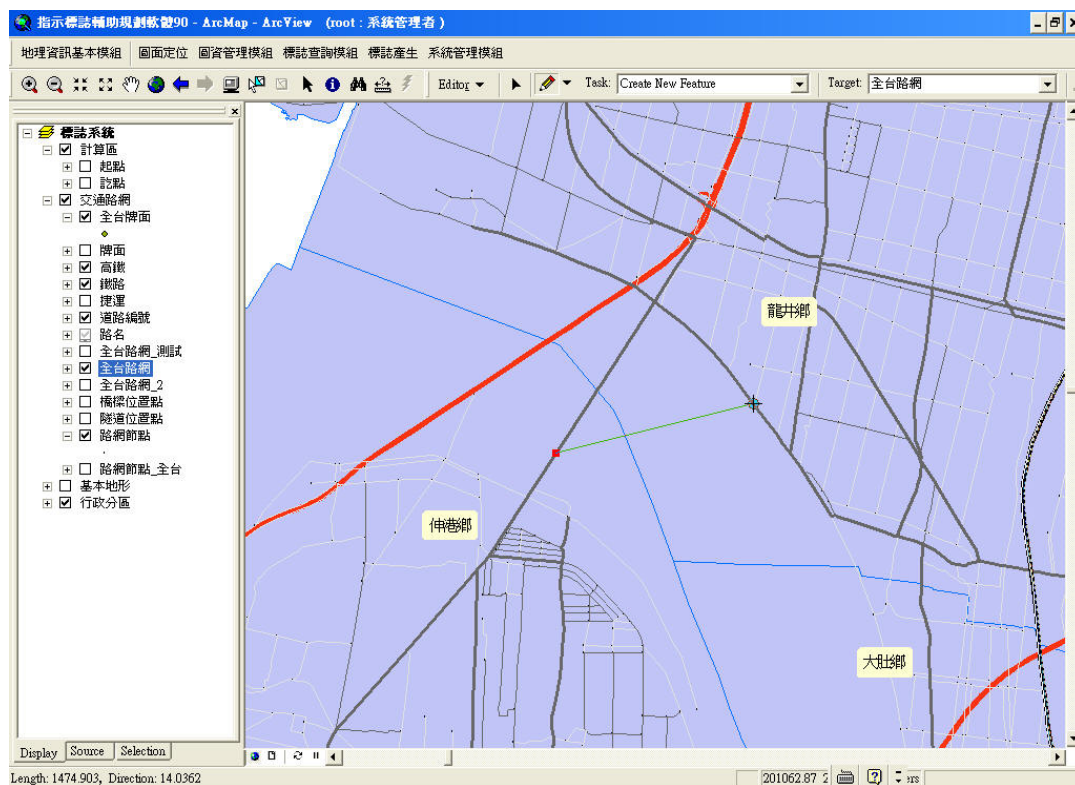 指示標誌輔助規劃軟體90 - ArcMap - ArcView (root : 系統管理者 )
地理資訊基本模組 圖面定位 圖資管理模組 標誌查詢模組 標誌產生 系統管理模組
Editor Task: Create New Feature Target: 全台路網
標誌系統
計算區
起點
訖點
交通路網
全台牌面
牌面
高鐵
鐵路
捷運
道路編號
路名
全台路網_測試
全台路網
全台路網_2
橋樑位置點
隧道位置點
路網節點
路網節點_全台
基本地形
行政分區
龍井鄉
伸港鄉
大肚鄉
Display Source Selection
Length: 1474.903, Direction: 14.0362 201062.87 2